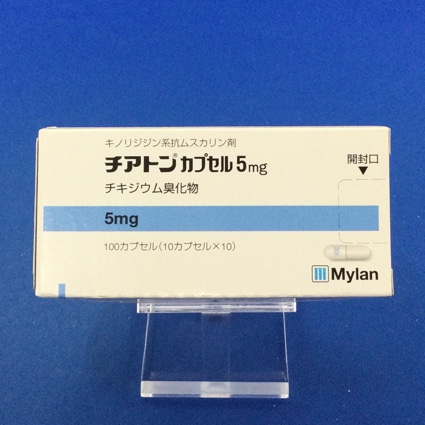 キノリジジン系抗ムスカリン剤
チアトン®カプセル5mg
チキジウム臭化物
開封口
▼
5mg
100カプセル(10カプセル×10)
Mylan